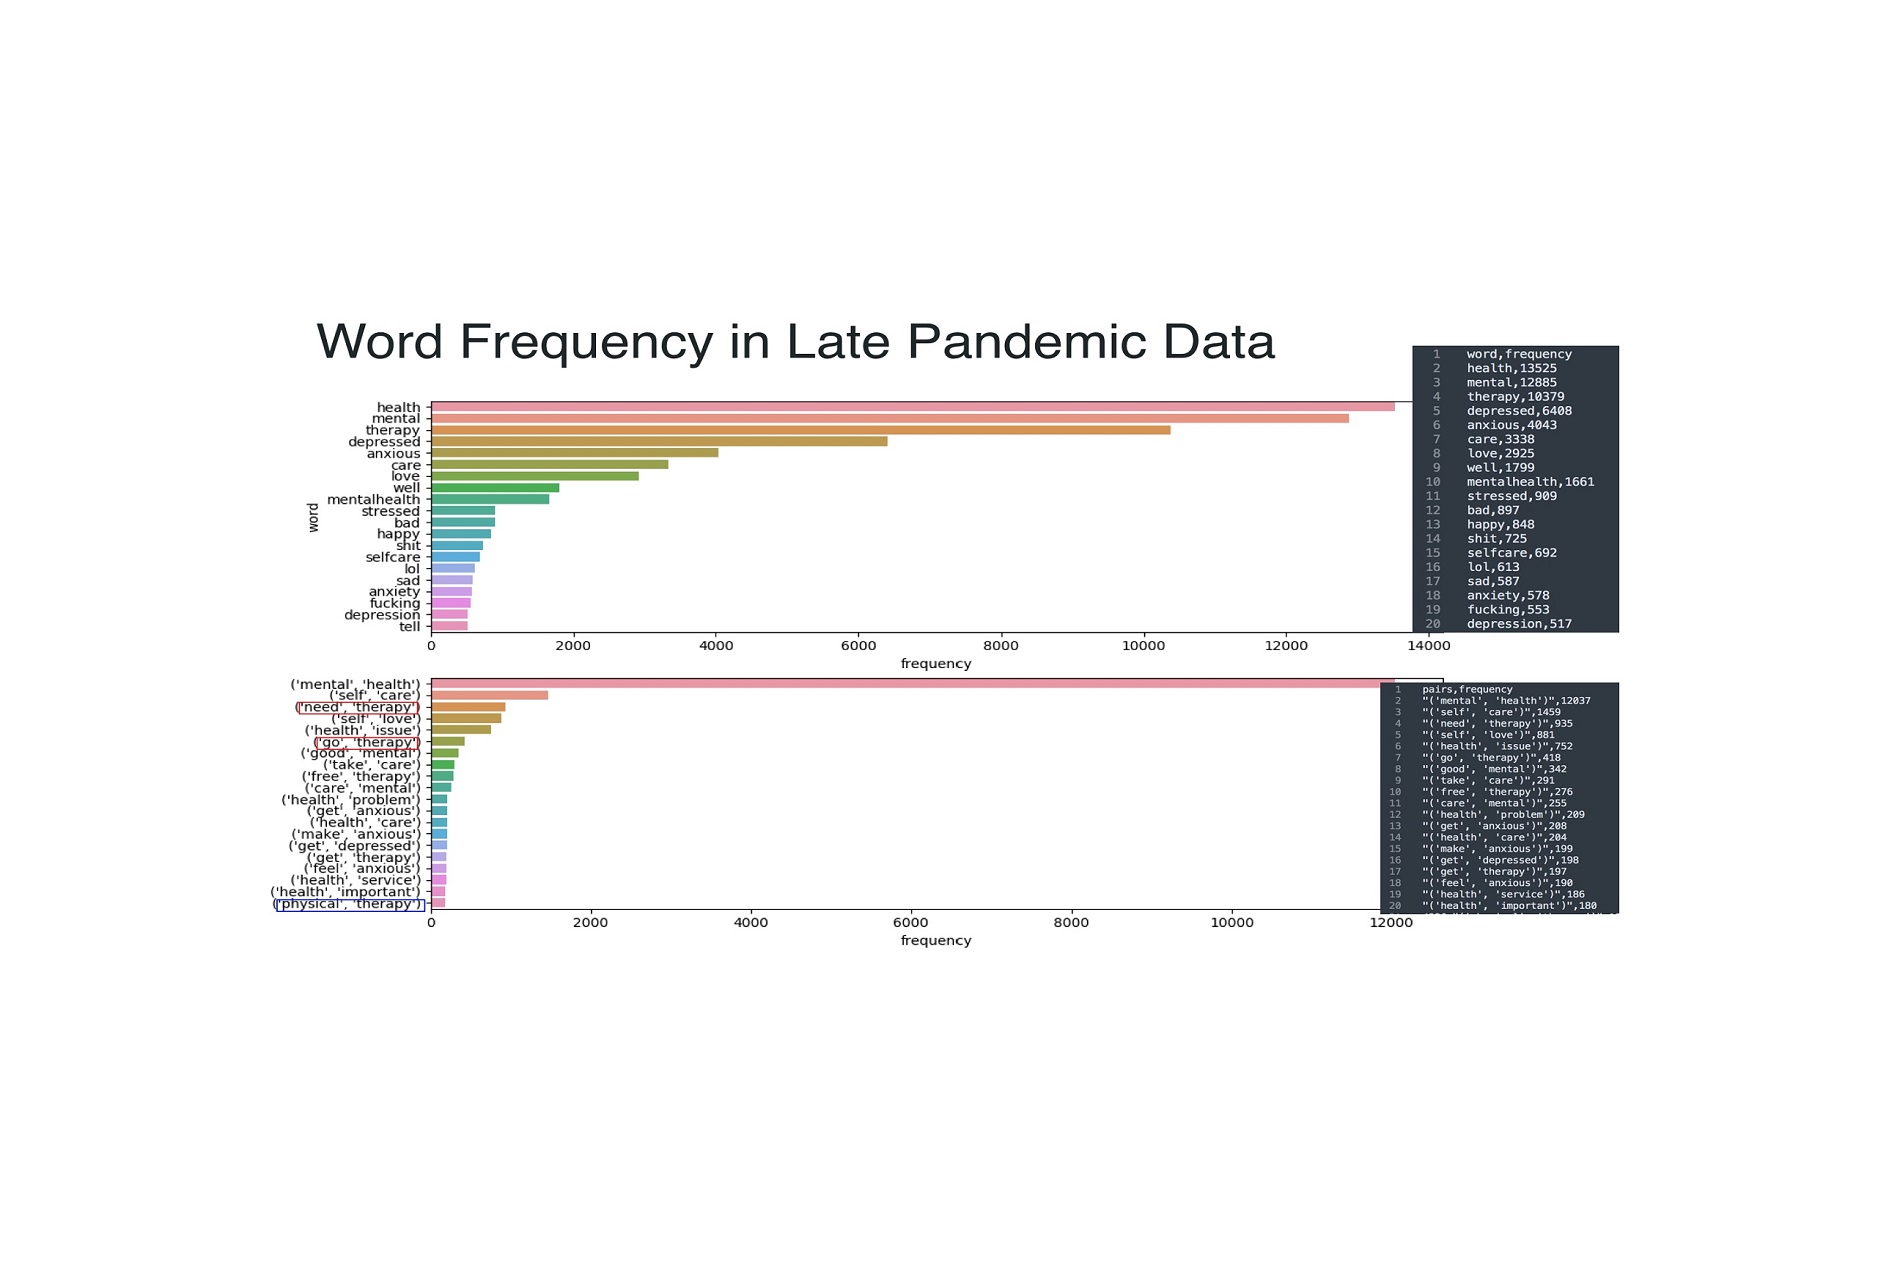 Word Frequency in Late Pandemic Data
word
health
mental
therapy
depressed
anxious
care
love
well
mentalhealth
stressed
bad
happy
shit
selfcare
lol
sad
anxiety
fucking
depression
tell
0 2000 4000 6000 8000 10000 12000 14000
frequency
1 word,frequency
2 health,13525
3 mental,12885
4 therapy,10379
5 depressed,6408
6 anxious,4043
7 care,3338
8 love,2925
9 well,1799
10 mentalhealth,1661
11 stressed,909
12 bad,897
13 happy,848
14 shit,725
15 selfcare,692
16 lol,613
17 sad,587
18 anxiety,578
19 fucking,553
20 depression,517
('mental', 'health')
('self', 'care')
('need', 'therapy')
('self', 'love')
('health', 'issue')
('go', 'therapy')
('good', 'mental')
('take', 'care')
('free', 'therapy')
('care', 'mental')
('health', 'problem')
('get', 'anxious')
('health', 'care')
('make', 'anxious')
('get', 'depressed')
('get', 'therapy')
('feel', 'anxious')
('health', 'service')
('health', 'important')
('physical', 'therapy')
0 2000 4000 6000 8000 10000 12000
frequency
1 pairs,frequency
2 "('mental', 'health')",12037
3 "('self', 'care')",1459
4 "('need', 'therapy')",935
5 "('self', 'love')",881
6 "('health', 'issue')",752
7 "('go', 'therapy')",418
8 "('good', 'mental')",342
9 "('take', 'care')",291
10 "('free', 'therapy')",276
11 "('care', 'mental')",255
12 "('health', 'problem')",209
13 "('get', 'anxious')",208
14 "('health', 'care')",204
15 "('make', 'anxious')",199
16 "('get', 'depressed')",198
17 "('get', 'therapy')",197
18 "('feel', 'anxious')",190
19 "('health', 'service')",186
20 "('health', 'important')",180